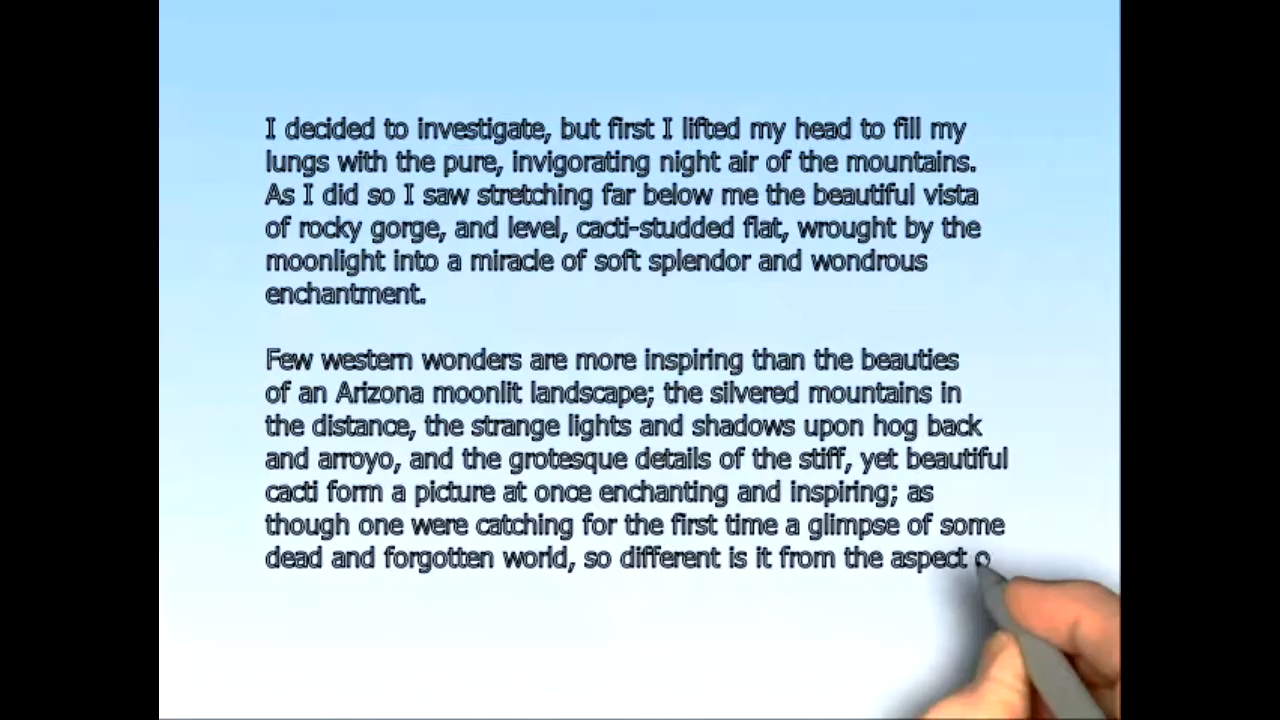 I decided to investigate, but first I lifted my head to fill my
lungs with the pure, invigorating night air of the mountains.
As I did so I saw stretching far below me the beautiful vista
of rocky gorge, and level, cacti-studded flat, wrought by the
moonlight into a miracle of soft splendor and wondrous
enchantment.
Few western wonders are more inspiring than the beauties
of an Arizona moonlit landscape; the silvered mountains in
the distance, the strange lights and shadows upon hog back
and arroyo, and the grotesque details of the stiff, yet beautiful
cacti form a picture at once enchanting and inspiring; as
though one were catching for the first time a glimpse of some
dead and forgotten world, so different is it from the aspect o